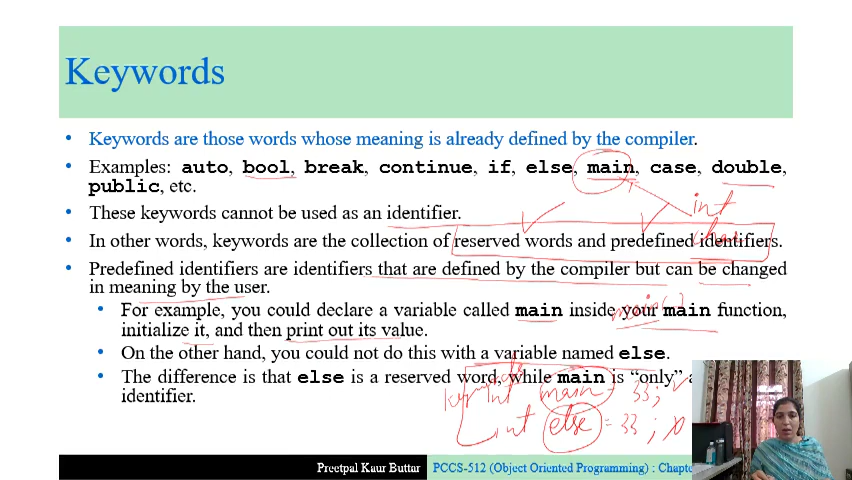 Keywords
• Keywords are those words whose meaning is already defined by the compiler.
• Examples: auto, bool, break, continue, if, else, main, case, double,
public, etc.
int
• These keywords cannot be used as an identifier.
char
• In other words, keywords are the collection of reserved words and predefined identifiers.
• Predefined identifiers are identifiers that are defined by the compiler but can be changed
in meaning by the user.
main()
• For example, you could declare a variable called main inside your main function,
initialize it, and then print out its value.
• On the other hand, you could not do this with a variable named else.
• The difference is that else is a reserved word, while main is “only” a
identifier.
int main = 33;
int else = 33;
Preetpal Kaur Buttar PCCS-512 (Object Oriented Programming) : Chapte